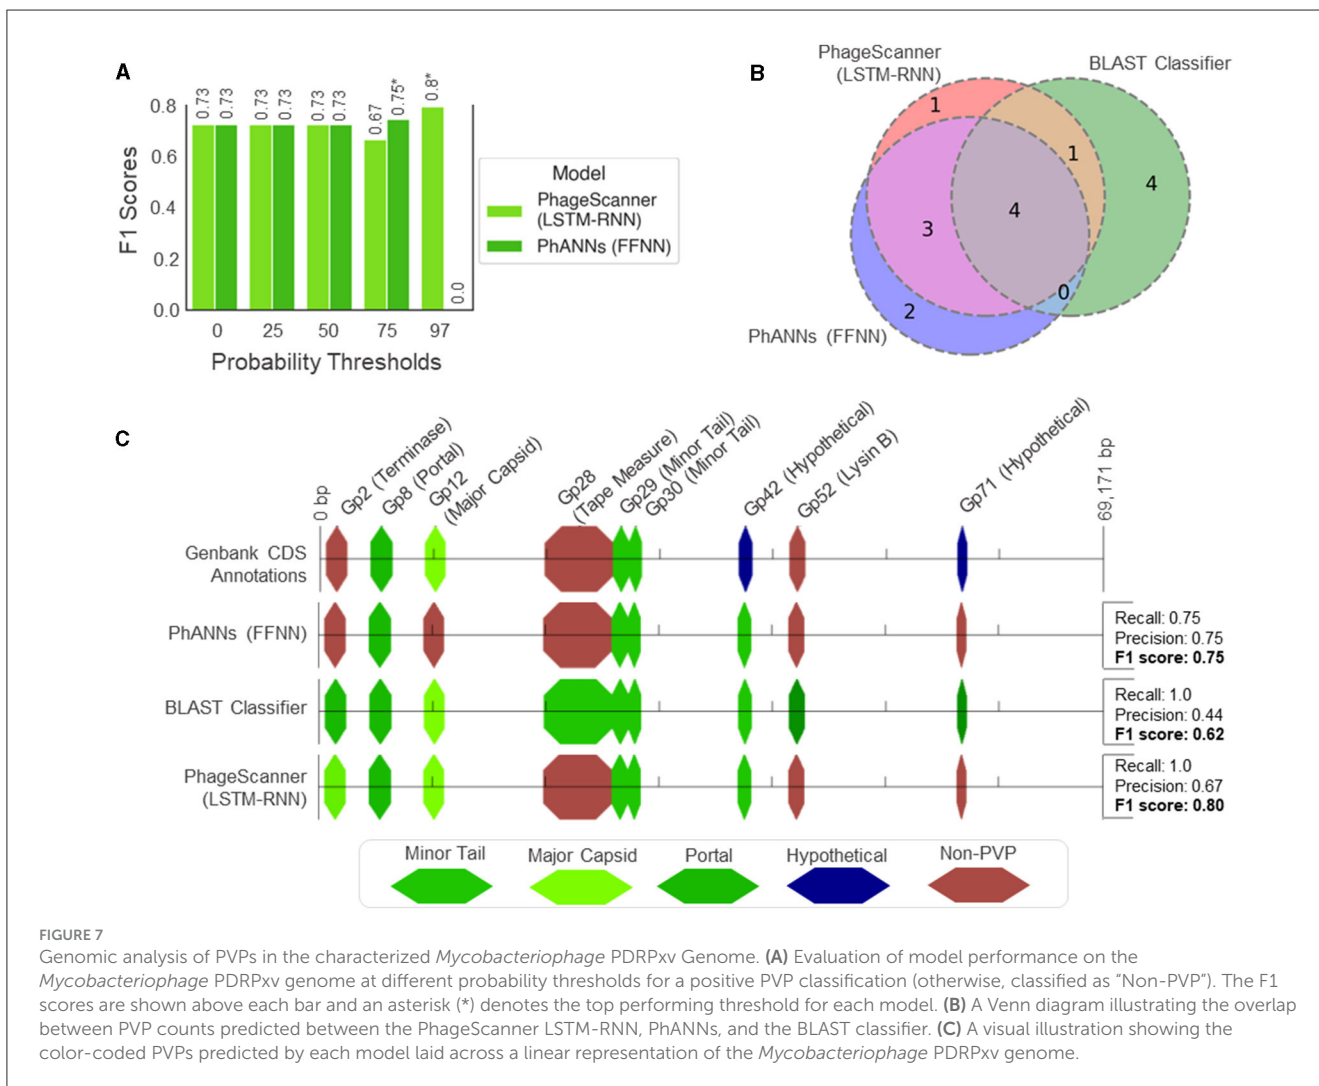 A
0.73
0.73
0.73
0.73
0.73
0.73
0.67
0.75*
0.8*
0.0
0.8
0.6
0.4
0.2
0.0
F1 Scores
0
25
50
75
97
Probability Thresholds
Model
PhageScanner
(LSTM-RNN)
PhANNs (FFNN)
B
PhageScanner
(LSTM-RNN)
BLAST Classifier
PhANNs (FFNN)
1
1
4
4
3
0
2
C
0 bp
Gp2 (Terminase)
Gp8 (Portal)
Gp12
(Major Capsid)
Gp28
(Tape Measure)
Gp29 (Minor Tail)
Gp30 (Minor Tail)
Gp42 (Hypothetical)
Gp52 (Lysin B)
Gp71 (Hypothetical)
69,171 bp
Genbank CDS
Annotations
PhANNs (FFNN)
Recall: 0.75
Precision: 0.75
F1 score: 0.75
BLAST Classifier
Recall: 1.0
Precision: 0.44
F1 score: 0.62
PhageScanner
(LSTM-RNN)
Recall: 1.0
Precision: 0.67
F1 score: 0.80
Minor Tail
Major Capsid
Portal
Hypothetical
Non-PVP
FIGURE 7
Genomic analysis of PVPs in the characterized Mycobacteriophage PDRPxv Genome. (A) Evaluation of model performance on the
Mycobacteriophage PDRPxv genome at different probability thresholds for a positive PVP classification (otherwise, classified as “Non-PVP”). The F1
scores are shown above each bar and an asterisk (*) denotes the top performing threshold for each model. (B) A Venn diagram illustrating the overlap
between PVP counts predicted between the PhageScanner LSTM-RNN, PhANNs, and the BLAST classifier. (C) A visual illustration showing the
color-coded PVPs predicted by each model laid across a linear representation of the Mycobacteriophage PDRPxv genome.